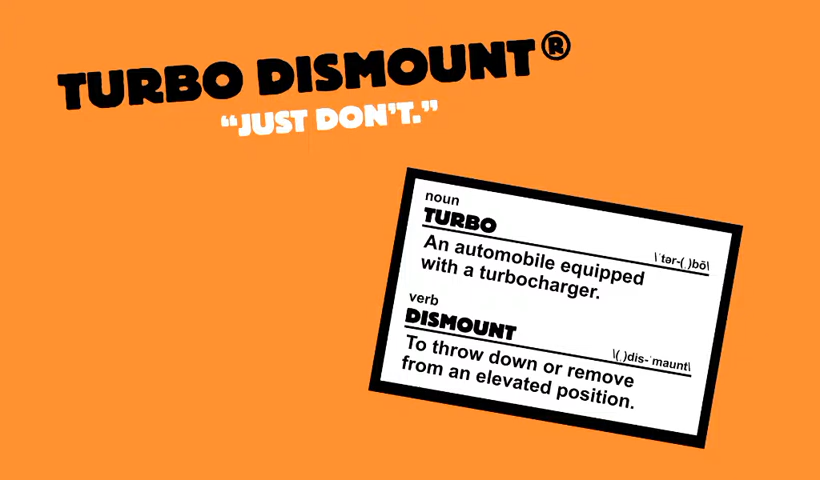 TURBO DISMOUNT®
“JUST DON’T.”
noun
TURBO
\ˈtər-(ˌ)bō\
An automobile equipped
with a turbocharger.
verb
DISMOUNT
\(ˌ)dis-ˈmau̇nt\
To throw down or remove
from an elevated position.